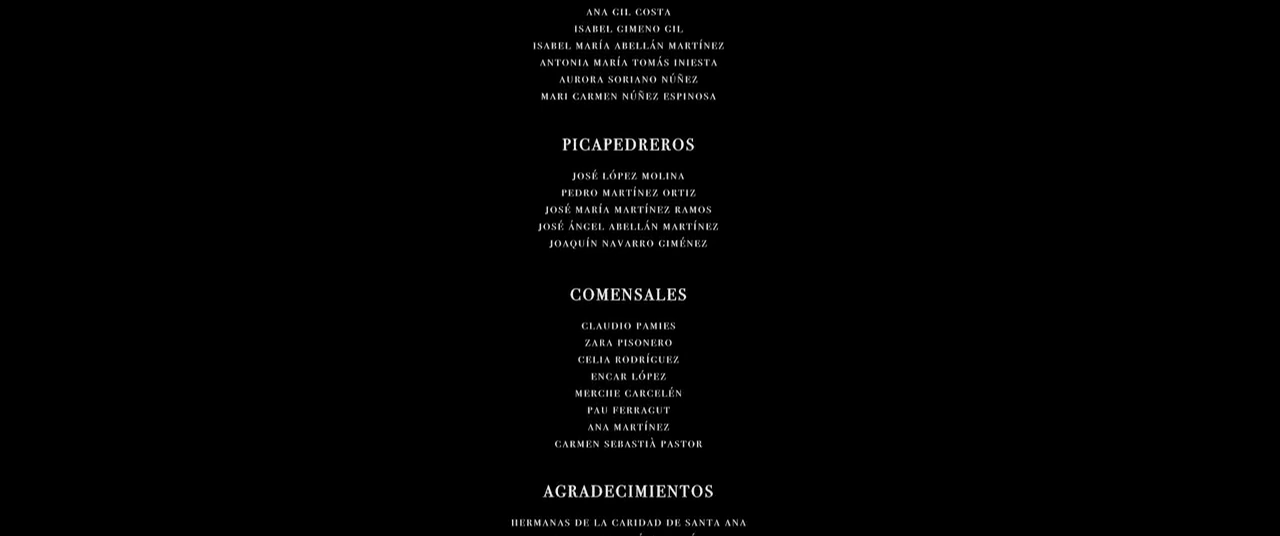 ANA GIL COSTA
ISABEL GIMENO GIL
ISABEL MARÍA ABELLÁN MARTÍNEZ
ANTONIA MARÍA TOMÁS INIESTA
AURORA SORIANO NÚÑEZ
MARI CARMEN NÚÑEZ ESPINOSA
PICAPEDREROS
JOSÉ LÓPEZ MOLINA
PEDRO MARTÍNEZ ORTIZ
JOSÉ MARÍA MARTÍNEZ RAMOS
JOSÉ ÁNGEL ABELLÁN MARTÍNEZ
JOAQUÍN NAVARRO GIMÉNEZ
COMENSALES
CLAUDIO PAMIES
ZARA PISONERO
CELIA RODRÍGUEZ
ENCAR LÓPEZ
MERCHE CARCELÉN
PAU FERRAGUT
ANA MARTÍNEZ
CARMEN SEBASTIÀ PASTOR
AGRADECIMIENTOS
HERMANAS DE LA CARIDAD DE SANTA ANA